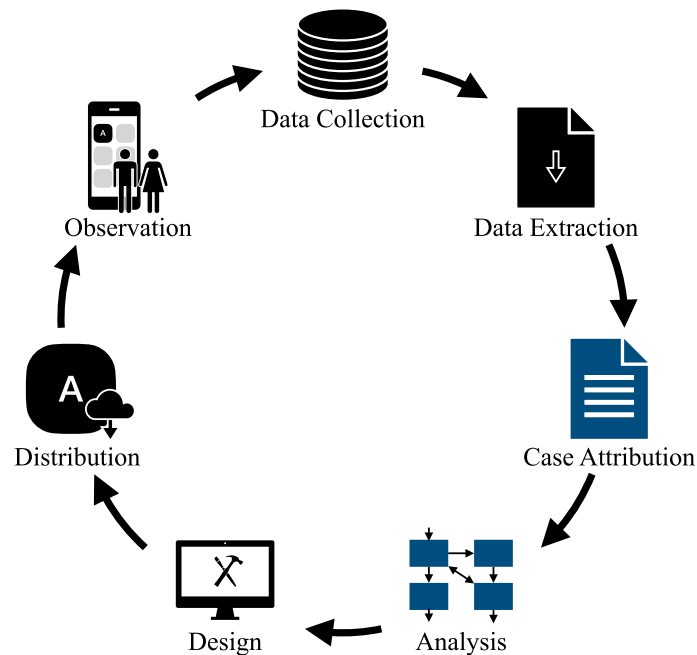 Data Collection
A
Observation
Data Extraction
A
Distribution
Case Attribution
Design
Analysis